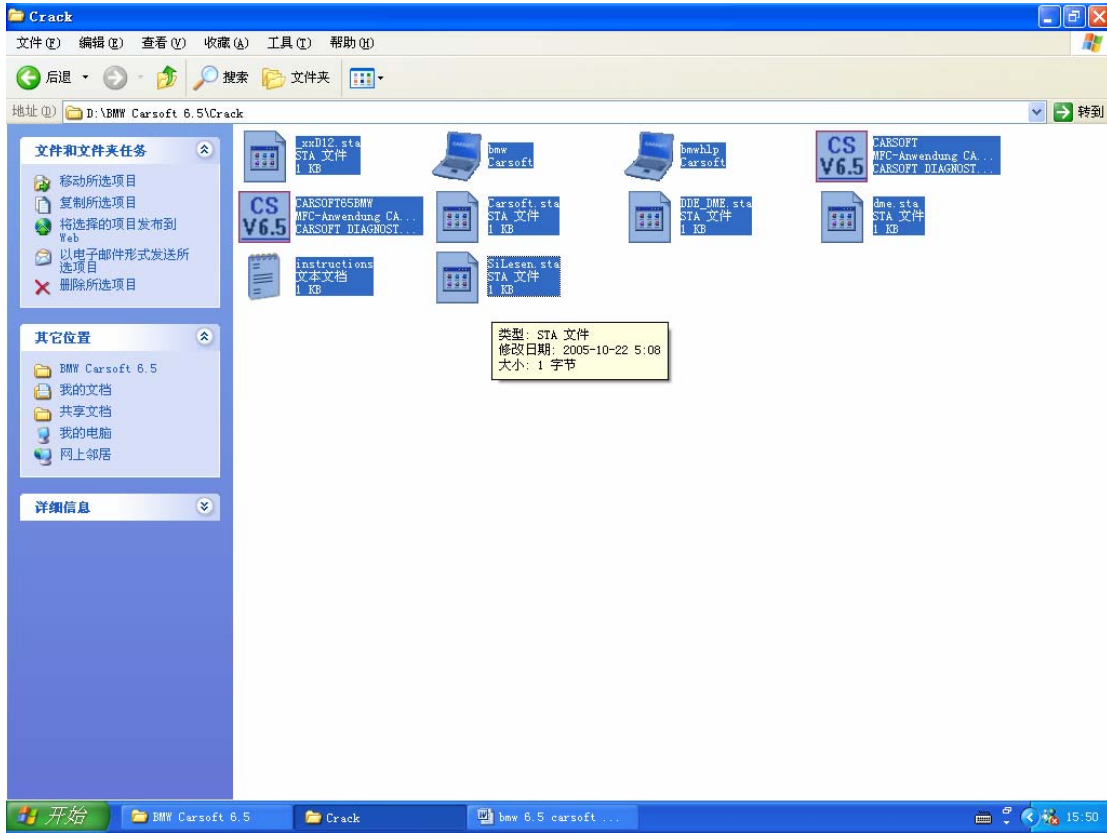 Crack
文件(F) 编辑(E) 查看(V) 收藏(A) 工具(T) 帮助(H)
后退 搜索 文件夹
地址(D) D:\BMW Carsoft 6.5\Crack 转到
文件和文件夹任务
移动所选项目
复制所选项目
将选择的项目发布到
Web
以电子邮件形式发送所
选项目
删除所选项目
其它位置
BMW Carsoft 6.5
我的文档
共享文档
我的电脑
网上邻居
详细信息
_xxD12.sta
STA 文件
1 KB
bmw
Carsoft
bmwhlp
Carsoft
CS
V6.5
CARSOFT
MFC-Anwendung CA...
CARSOFT DIAGNOST...
CS
V6.5
CARSOFT65BMW
MFC-Anwendung CA...
CARSOFT DIAGNOST...
Carsoft.sta
STA 文件
1 KB
DDE_DME.sta
STA 文件
1 KB
dme.sta
STA 文件
1 KB
instructions
文本文档
1 KB
SiLesen.sta
STA 文件
1 KB
类型: STA 文件
修改日期: 2005-10-22 5:08
大小: 1 字节
开始 BMW Carsoft 6.5 Crack bmw 6.5 carsoft ... 15:50